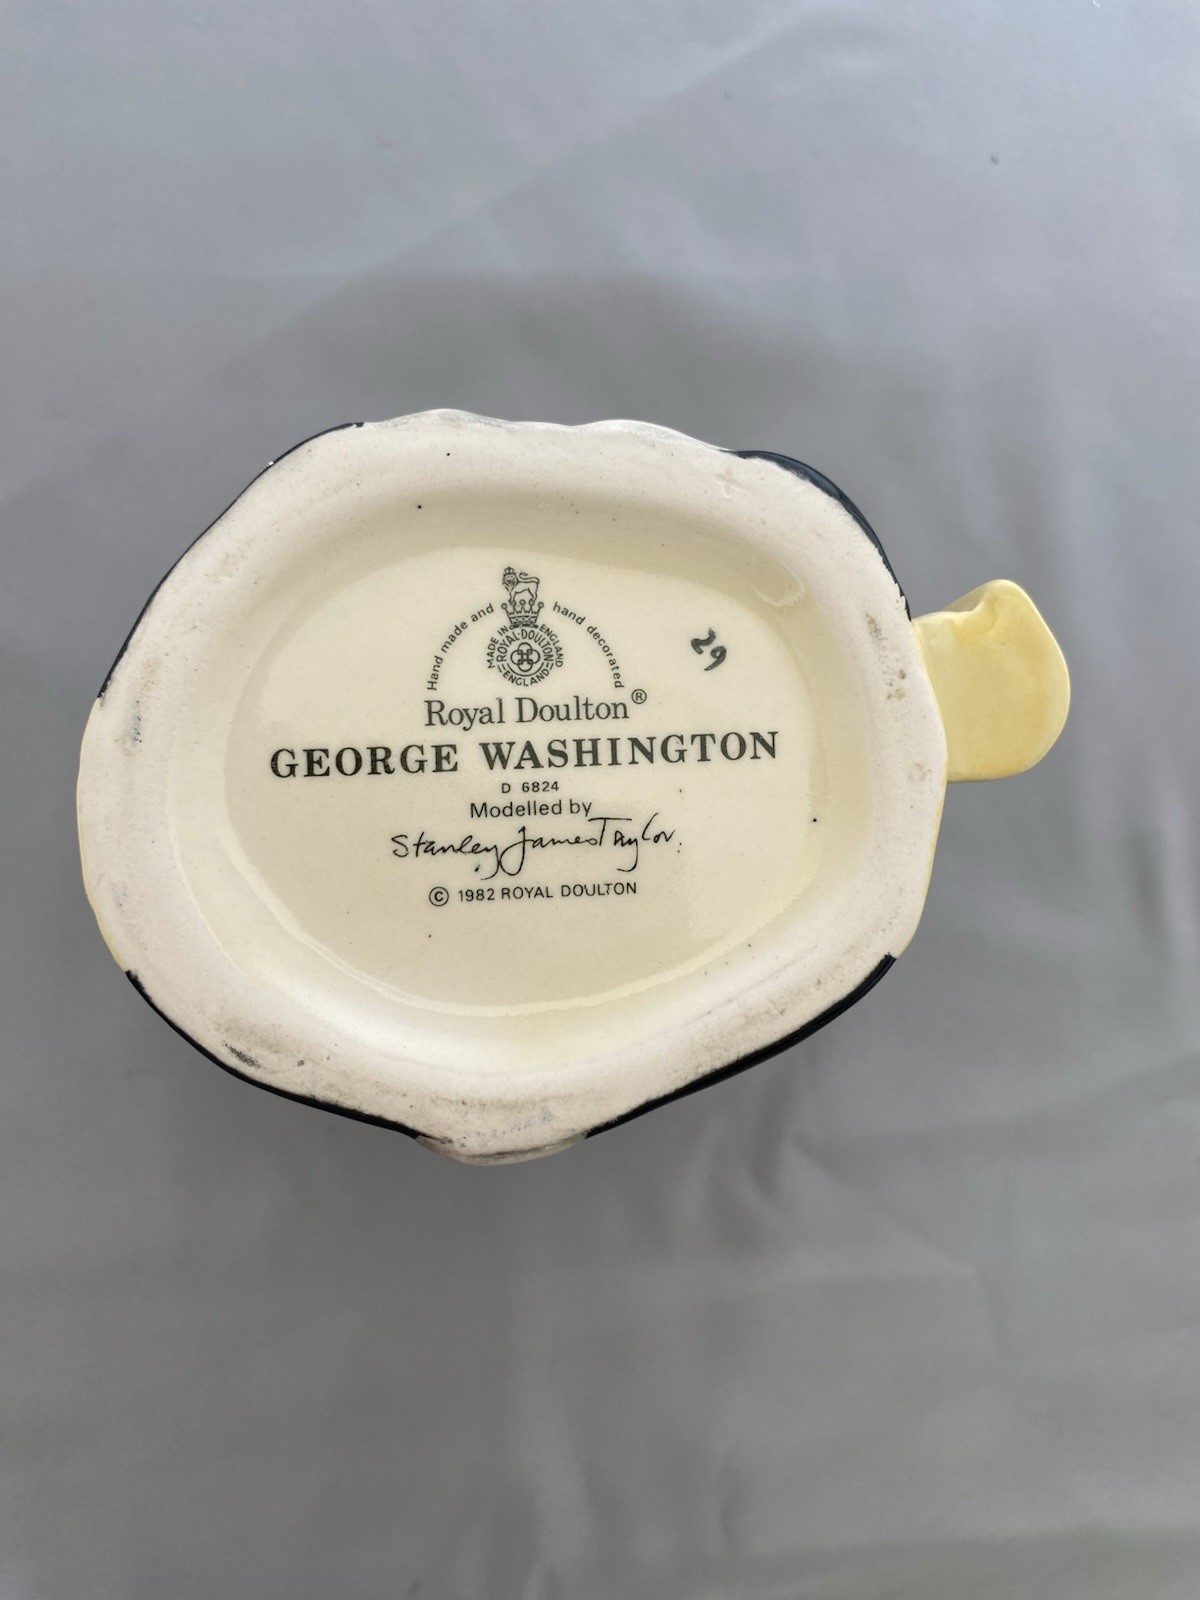 Hand made and hand decorated
MADE IN ENGLAND
ROYAL·DOULTON
ENGLAND
Royal Doulton®
GEORGE WASHINGTON
D 6824
Modelled by
Stanley James Taylor.
© 1982 ROYAL DOULTON
29